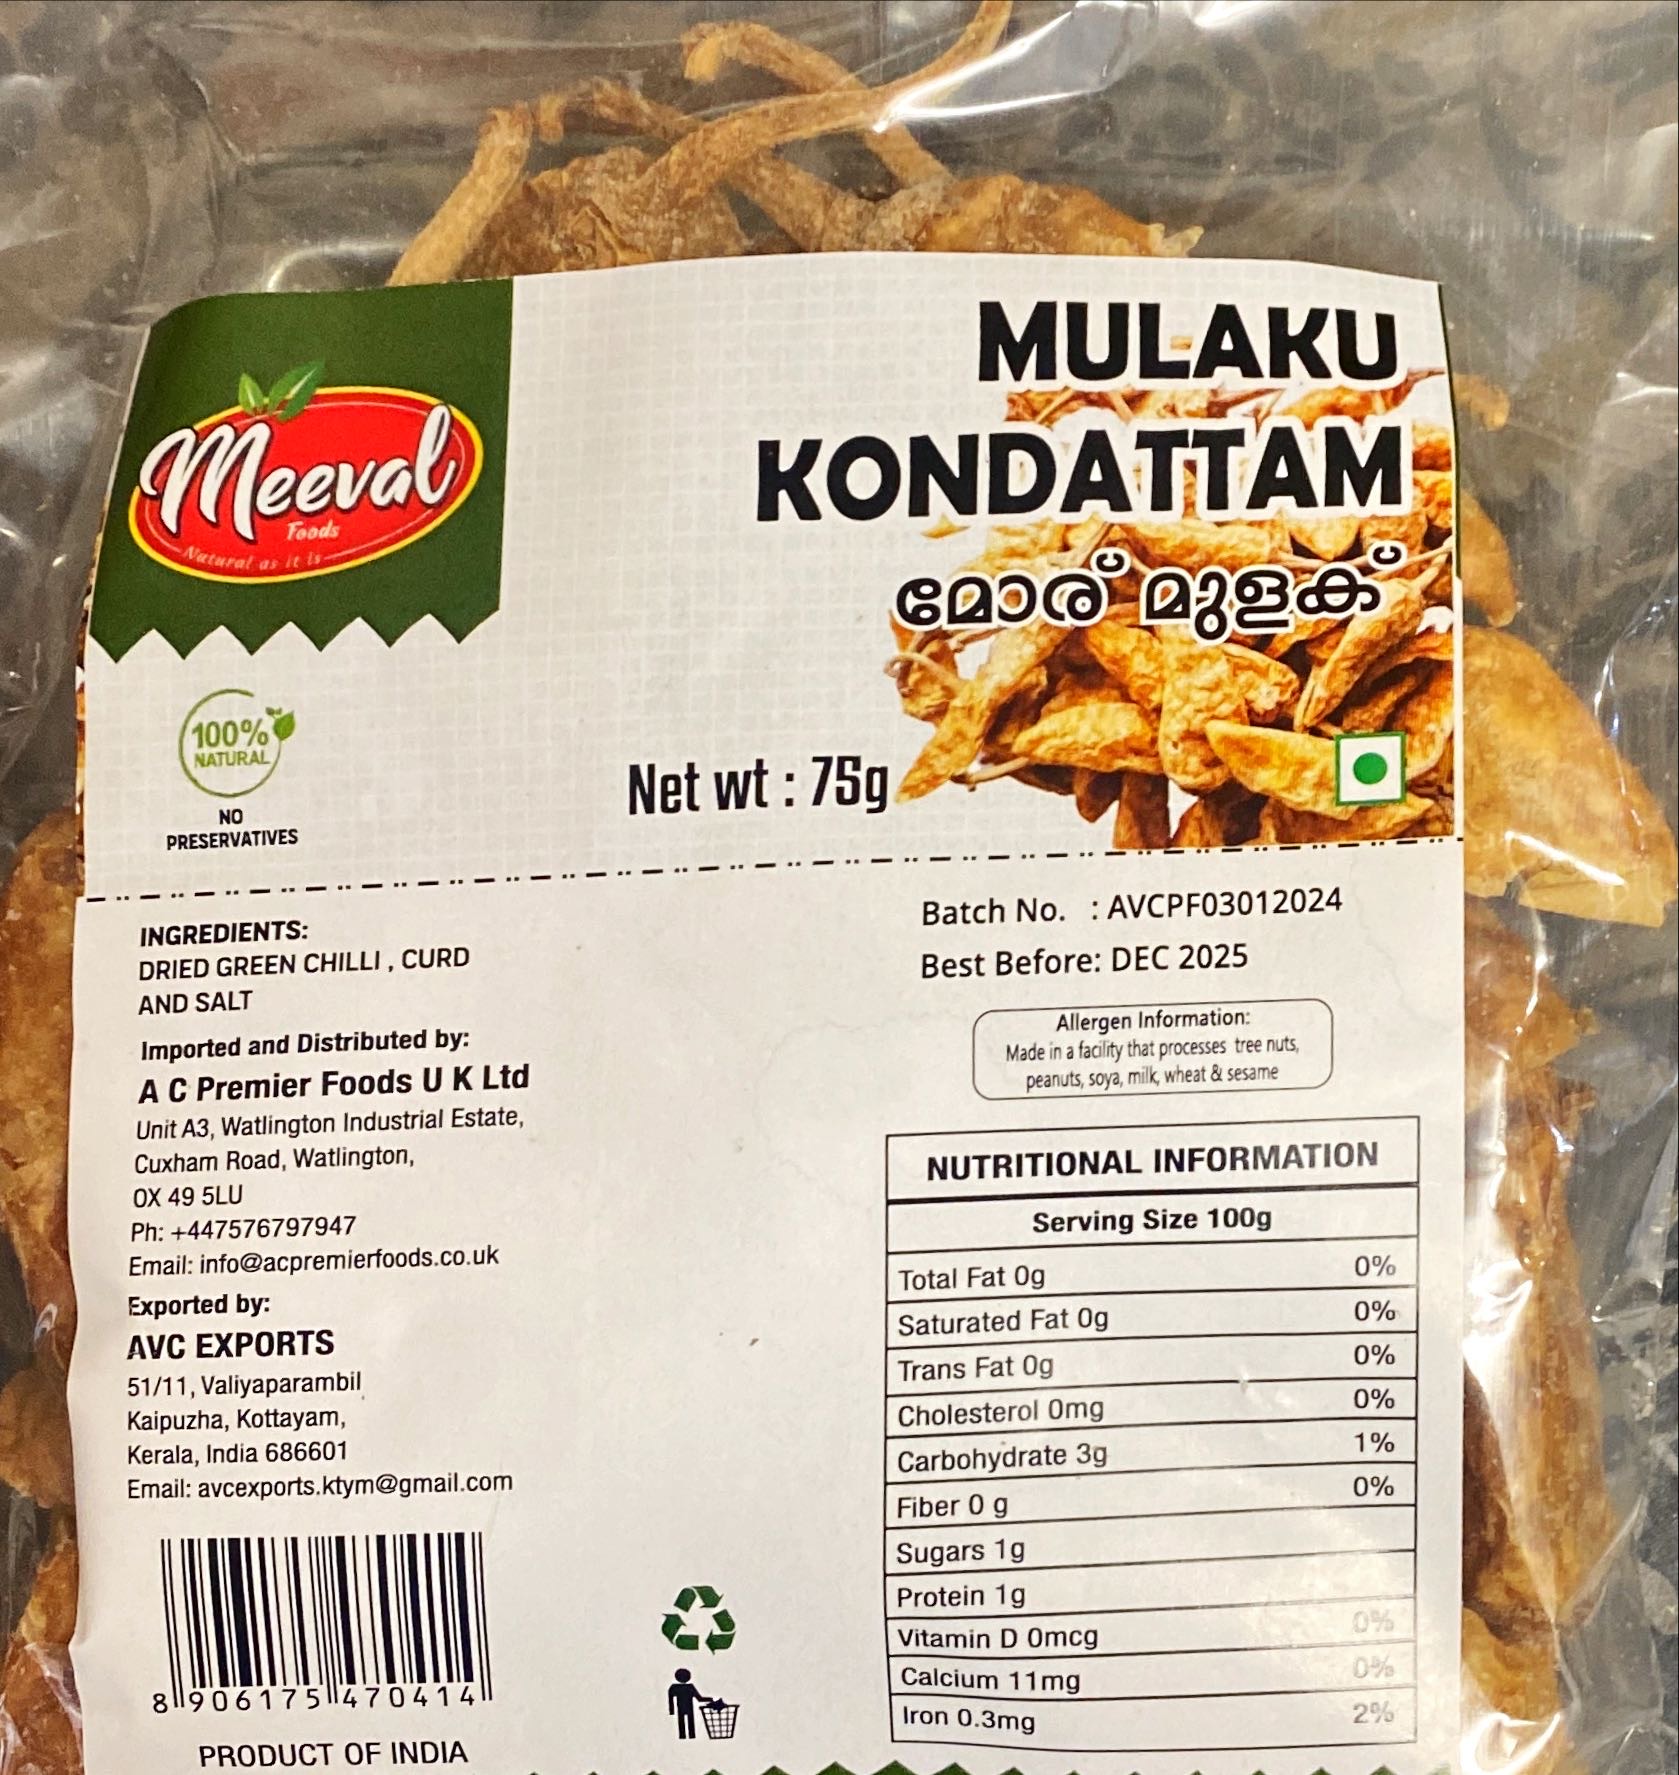 Meeval
Foods
Natural as it is
MULAKU
KONDATTAM
മോര് മുളക്
100%
NATURAL
NO
PRESERVATIVES
Net wt : 75g
INGREDIENTS:
DRIED GREEN CHILLI , CURD
AND SALT
Imported and Distributed by:
A C Premier Foods U K Ltd
Unit A3, Watlington Industrial Estate,
Cuxham Road, Watlington,
OX 49 5LU
Ph: +447576797947
Email: info@acpremierfoods.co.uk
Exported by:
AVC EXPORTS
51/11, Valiyaparambil
Kaipuzha, Kottayam,
Kerala, India 686601
Email: avcexports.ktym@gmail.com
8 906175 470414
PRODUCT OF INDIA
Batch No. : AVCPF03012024
Best Before: DEC 2025
Allergen Information:
Made in a facility that processes tree nuts,
peanuts, soya, milk, wheat & sesame
NUTRITIONAL INFORMATION
Serving Size 100g
Total Fat 0g 0%
Saturated Fat 0g 0%
Trans Fat 0g 0%
Cholesterol 0mg 0%
Carbohydrate 3g 1%
Fiber 0 g 0%
Sugars 1g
Protein 1g
Vitamin D 0mcg 0%
Calcium 11mg 0%
Iron 0.3mg 2%